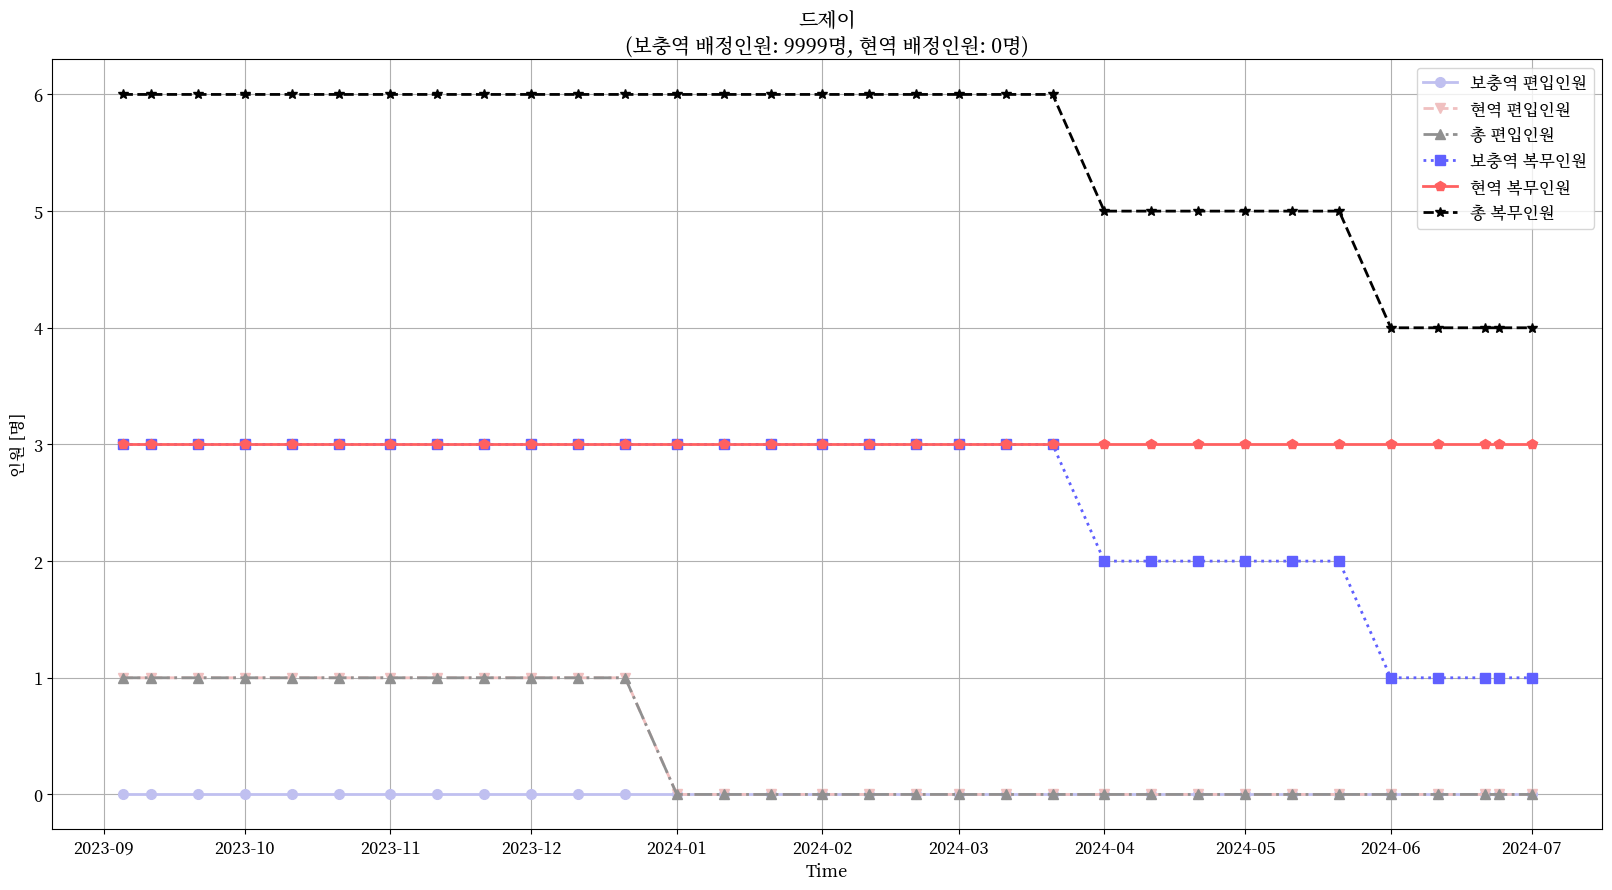 드제이
(보충역 배정인원: 9999명, 현역 배정인원: 0명)
보충역 편입인원
현역 편입인원
총 편입인원
보충역 복무인원
현역 복무인원
총 복무인원
인원 [명]
6
5
4
3
2
1
0
2023-09 2023-10 2023-11 2023-12 2024-01 2024-02 2024-03 2024-04 2024-05 2024-06 2024-07
Time